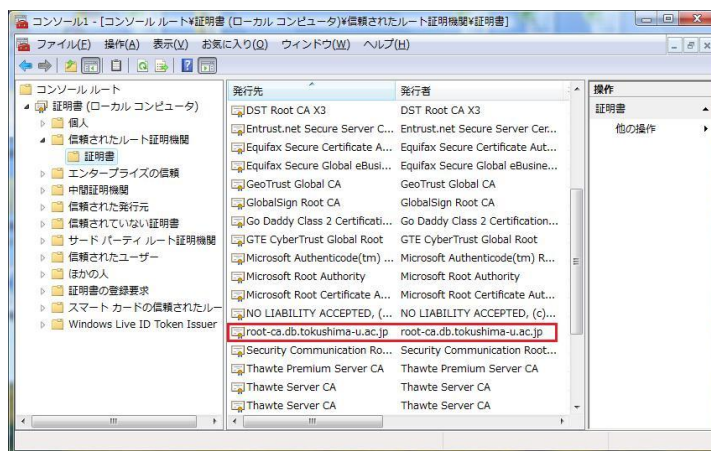 コンソール1 - [コンソール ルート¥証明書 (ローカル コンピュータ)¥信頼されたルート証明機関¥証明書]
ファイル(F) 操作(A) 表示(V) お気に入り(O) ウィンドウ(W) ヘルプ(H)
コンソール ルート
証明書 (ローカル コンピュータ)
個人
信頼されたルート証明機関
証明書
エンタープライズの信頼
中間証明機関
信頼された発行元
信頼されていない証明書
サード パーティ ルート証明機関
信頼されたユーザー
ほかの人
証明書の登録要求
スマート カードの信頼されたルー
Windows Live ID Token Issuer
発行先 発行者
DST Root CA X3 DST Root CA X3
Entrust.net Secure Server C... Entrust.net Secure Server Cer...
Equifax Secure Certificate A... Equifax Secure Certificate Aut...
Equifax Secure Global eBusi... Equifax Secure Global eBusine...
GeoTrust Global CA GeoTrust Global CA
GlobalSign Root CA GlobalSign Root CA
Go Daddy Class 2 Certificati... Go Daddy Class 2 Certification...
GTE CyberTrust Global Root GTE CyberTrust Global Root
Microsoft Authenticode(tm) ... Microsoft Authenticode(tm) R...
Microsoft Root Authority Microsoft Root Authority
Microsoft Root Certificate A... Microsoft Root Certificate Aut...
NO LIABILITY ACCEPTED, (... NO LIABILITY ACCEPTED, (c)...
root-ca.db.tokushima-u.ac.jp root-ca.db.tokushima-u.ac.jp
Security Communication Ro... Security Communication Root...
Thawte Premium Server CA Thawte Premium Server CA
Thawte Server CA Thawte Server CA
Thawte Server CA Thawte Server CA
操作
証明書
他の操作